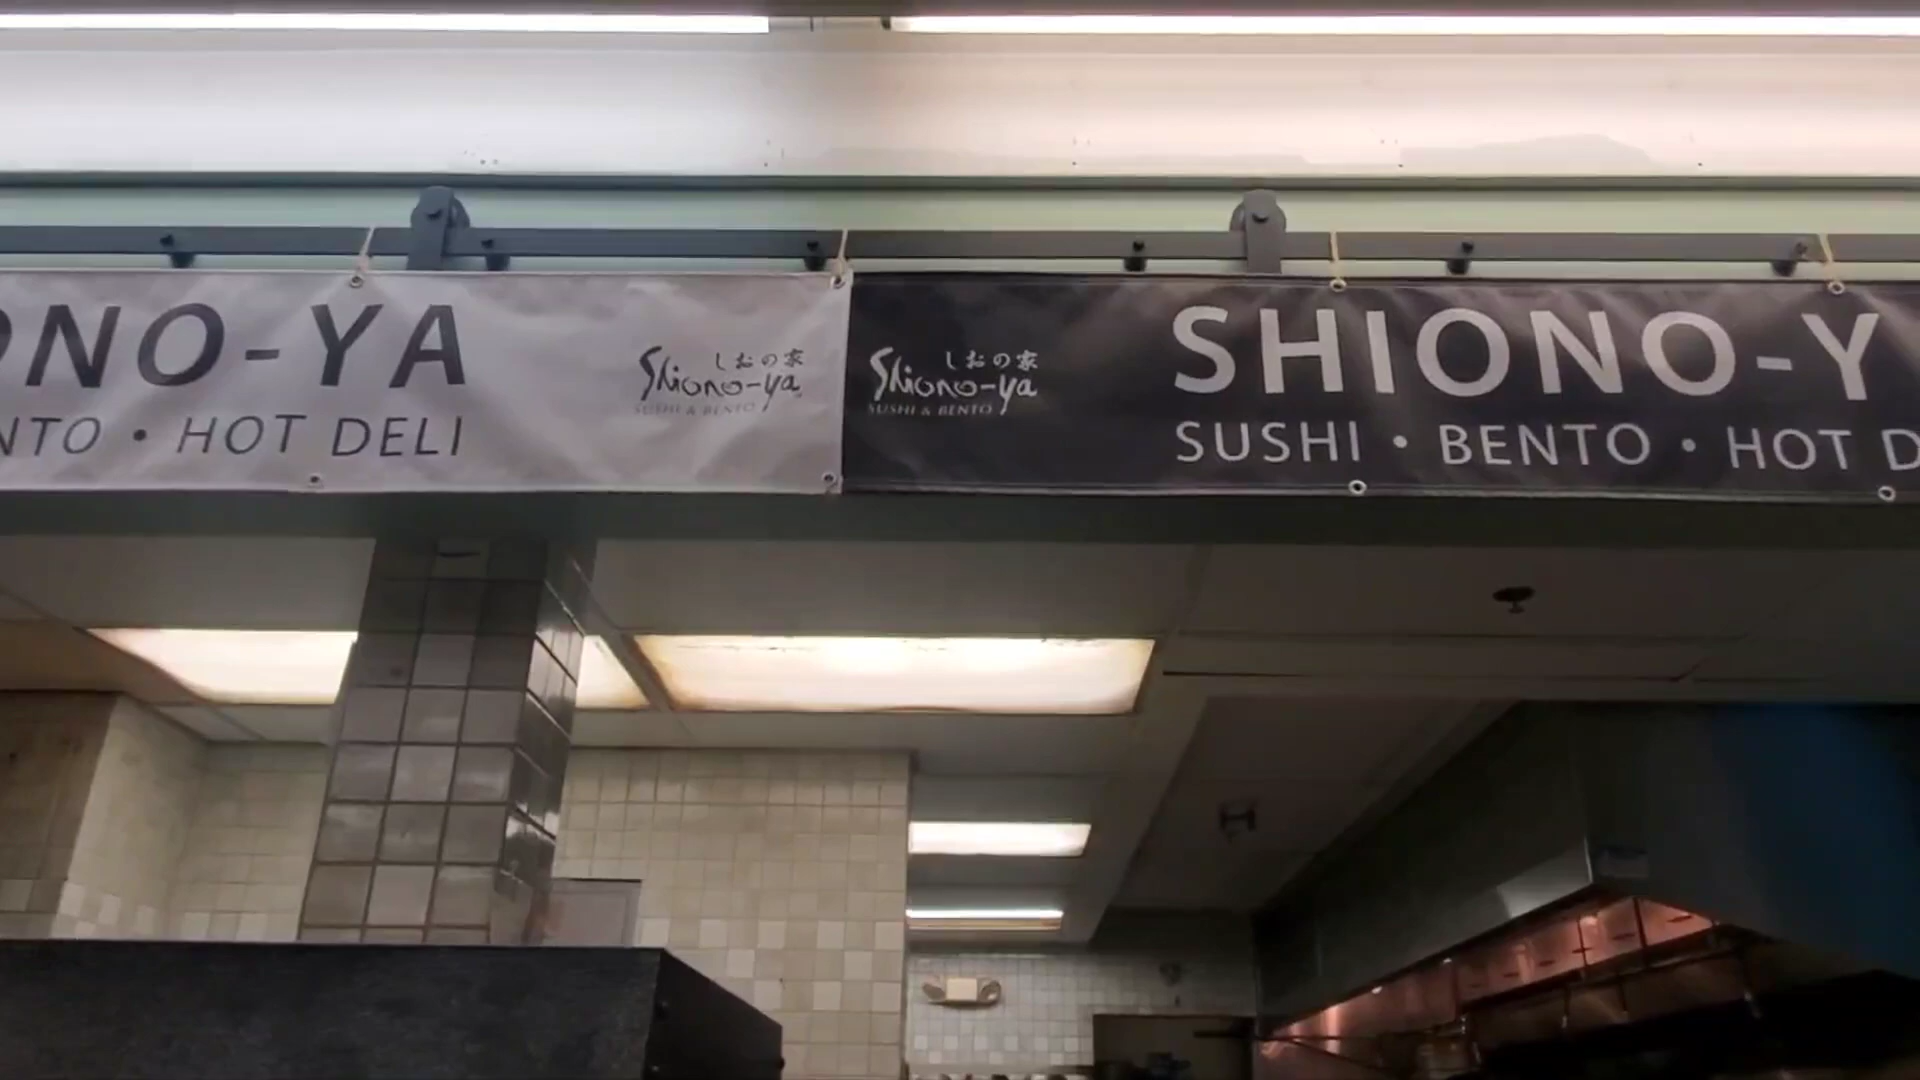 ONO-YA
NTO • HOT DELI
しおの家
Shiono-ya
SUSHI & BENTO
しおの家
Shiono-ya
SUSHI & BENTO
SHIONO-Y
SUSHI • BENTO • HOT D